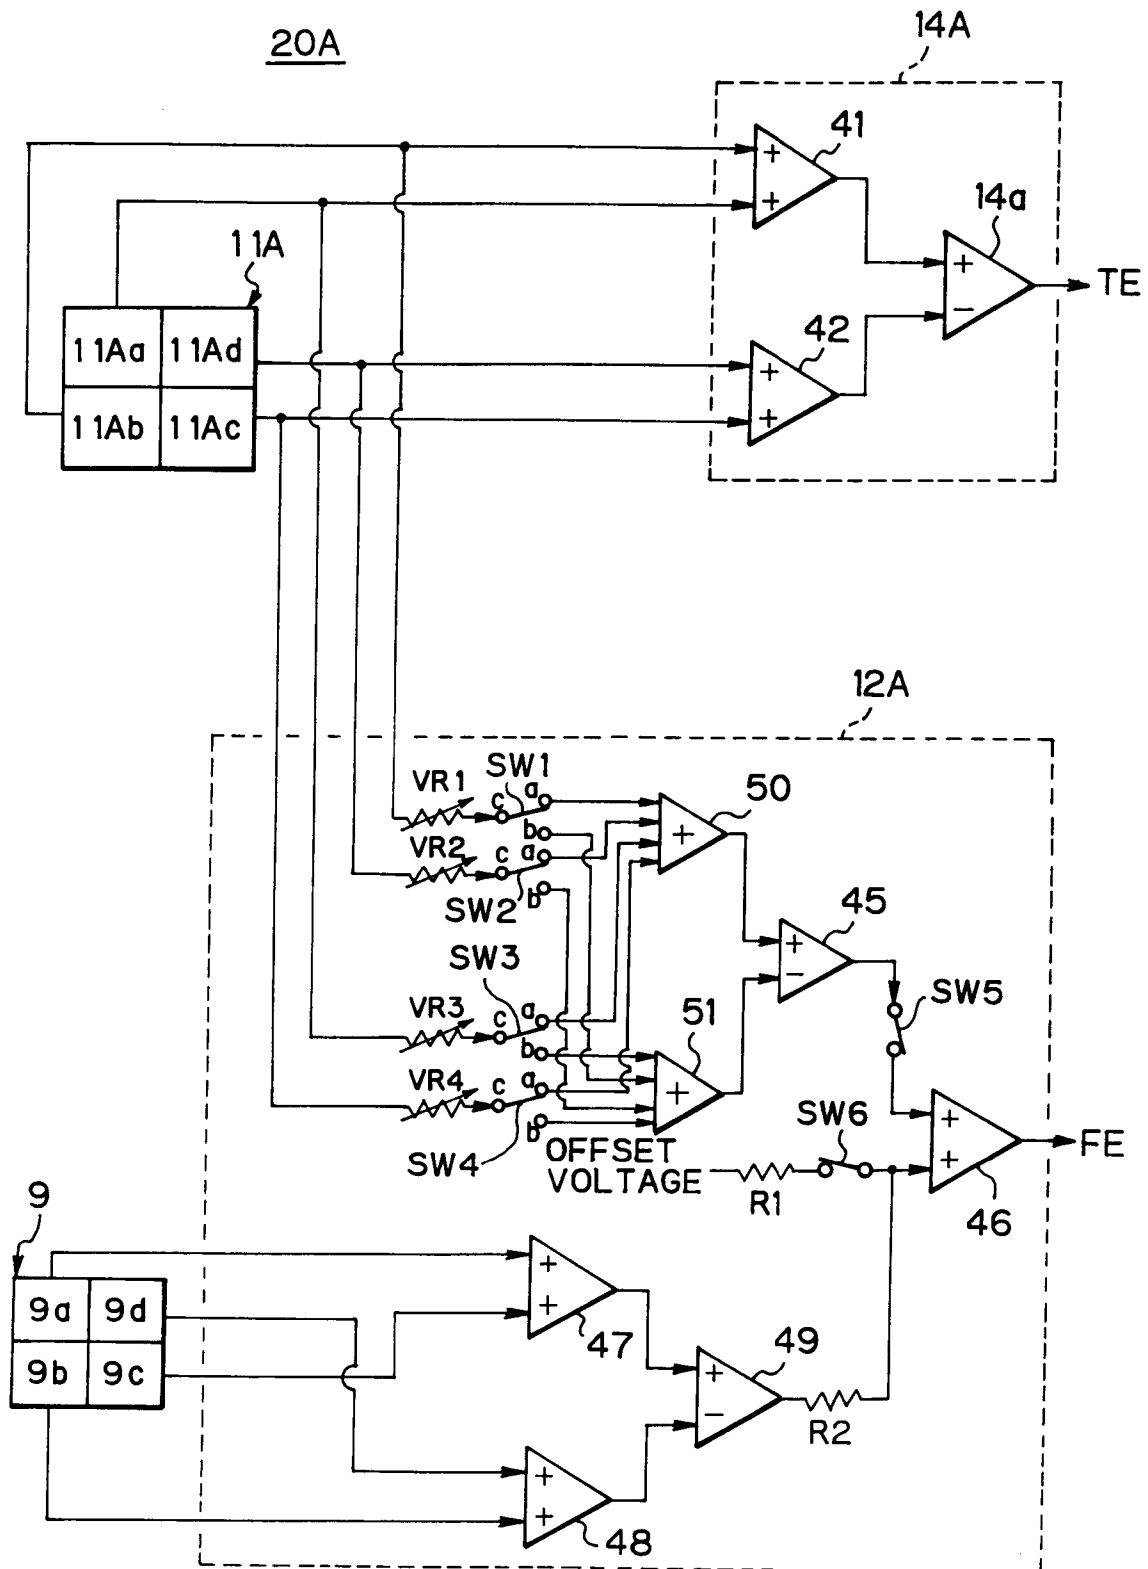 20A
14A
41
+
+
14a
+
−
TE
42
+
+
11A
11Aa 11Ad
11Ab 11Ac
12A
VR1
SW1
c
a
b
50
+
VR2
c
a
b
SW2
45
+
−
SW3
VR3
c
a
b
51
+
SW5
VR4
c
a
b
SW4
OFFSET
VOLTAGE
R1
SW6
+
+
46
FE
9
9a 9d
9b 9c
+
+
47
49
+
−
R2
+
+
48